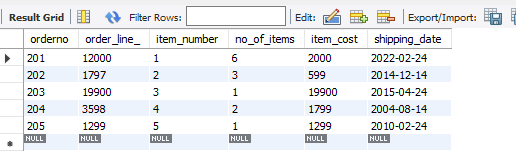 Result Grid Filter Rows: Edit: Export/Import:
orderno order_line_ item_number no_of_items item_cost shipping_date
201 12000 1 6 2000 2022-02-24
202 1797 2 3 599 2014-12-14
203 19900 3 1 19900 2015-04-24
204 3598 4 2 1799 2004-08-14
205 1299 5 1 1299 2010-02-24
NULL NULL NULL NULL NULL NULL